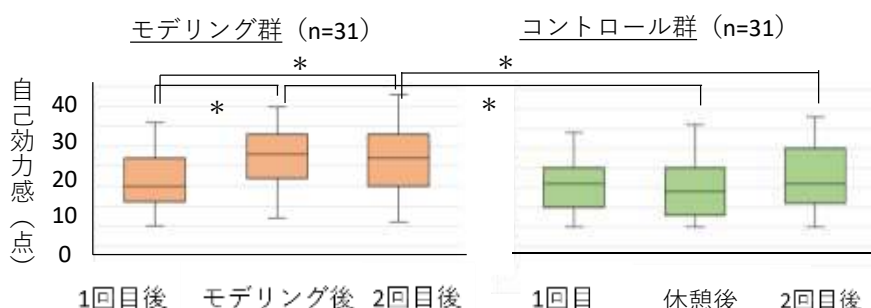 モデリング群（n=31）
コントロール群（n=31）
*
*
*
*
自己効力感（点）
40
30
20
10
0
1回目後
モデリング後
2回目後
1回目
休憩後
2回目後